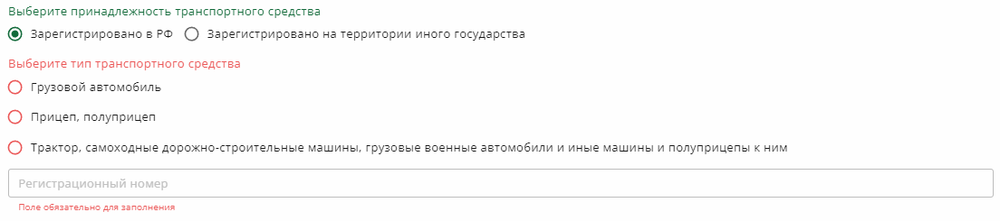 Выберите принадлежность транспортного средства
Зарегистрировано в РФ Зарегистрировано на территории иного государства
Выберите тип транспортного средства
Грузовой автомобиль
Прицеп, полуприцеп
Трактор, самоходные дорожно-строительные машины, грузовые военные автомобили и иные машины и полуприцепы к ним
Регистрационный номер
Поле обязательно для заполнения